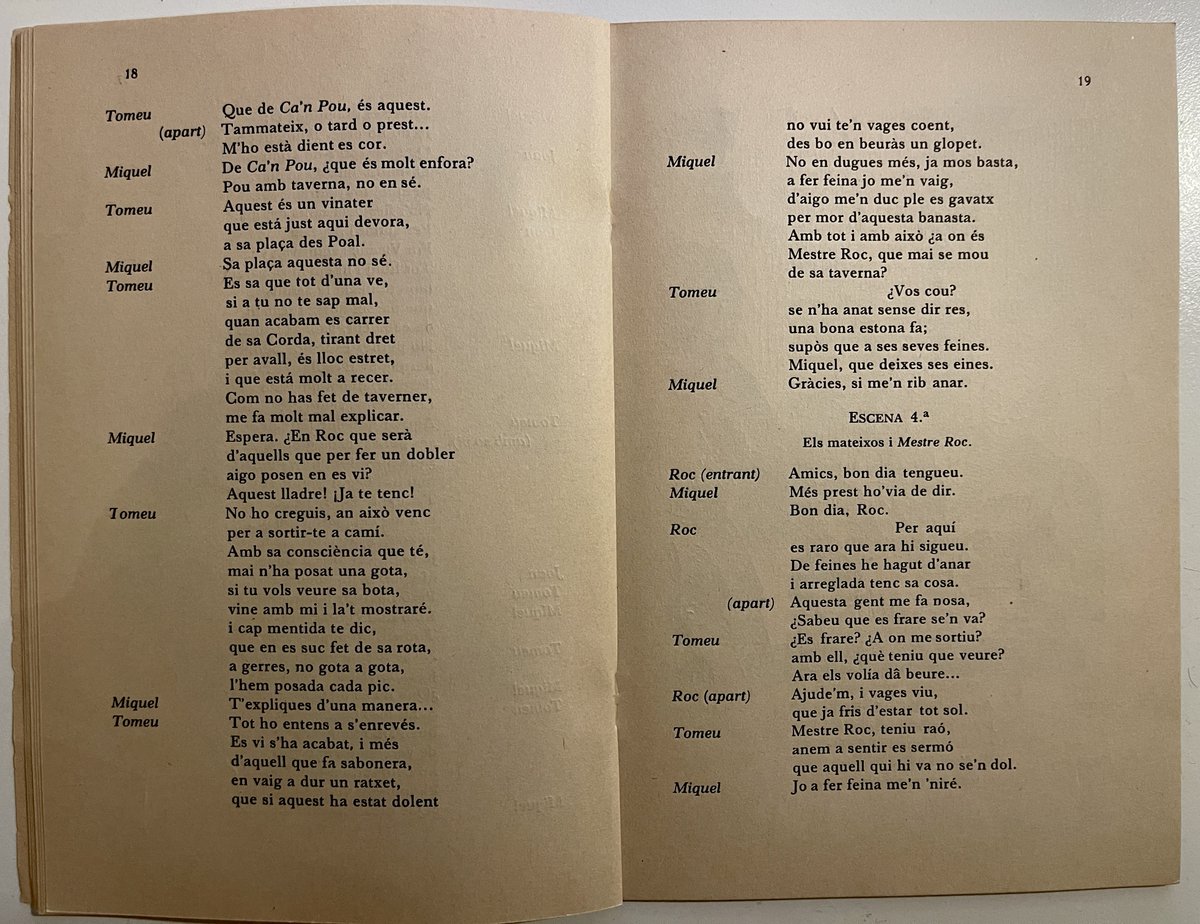 18
Tomeu Que de Ca'n Pou, és aquest.
(apart) Tammateix, o tard o prest...
M'ho està dient es cor.
Miquel De Ca'n Pou, ¿que és molt enfora?
Pou amb taverna, no en sé.
Tomeu Aquest és un vinater
que está just aqui devora,
a sa plaça des Poal.
Miquel Sa plaça aquesta no sé.
Tomeu Es sa que tot d'una ve,
si a tu no te sap mal,
quan acabam es carrer
de sa Corda, tirant dret
per avall, és lloc estret,
i que está molt a recer.
Com no has fet de taverner,
me fa molt mal explicar.
Miquel Espera. ¿En Roc que serà
d'aquells que per fer un dobler
aigo posen en es vi?
Aquest lladre! ¡Ja te tenc!
Tomeu No ho creguis, an això venc
per a sortir-te a camí.
Amb sa consciència que té,
mai n'ha posat una gota,
si tu vols veure sa bota,
vine amb mi i la't mostraré.
i cap mentida te dic,
que en es suc fet de sa rota,
a gerres, no gota a gota,
l'hem posada cada pic.
Miquel T'expliques d'una manera...
Tomeu Tot ho entens a s'enrevés.
Es vi s'ha acabat, i més
d'aquell que fa sabonera,
en vaig a dur un ratxet,
que si aquest ha estat dolent
19
no vui te'n vages coent,
des bo en beuràs un glopet.
Miquel No en dugues més, ja mos basta,
a fer feina jo me'n vaig,
d'aigo me'n duc ple es gavatx
per mor d'aquesta banasta.
Amb tot i amb això ¿a on és
Mestre Roc, que mai se mou
de sa taverna?
Tomeu ¿Vos cou?
se n'ha anat sense dir res,
una bona estona fa;
supòs que a ses seves feines.
Miquel, que deixes ses eines.
Miquel Gràcies, si me'n rib anar.
ESCENA 4.ª
Els mateixos i Mestre Roc.
Roc (entrant) Amics, bon dia tengueu.
Miquel Més prest ho'via de dir.
Bon dia, Roc.
Roc Per aquí
es raro que ara hi sigueu.
De feines he hagut d'anar
i arreglada tenc sa cosa.
(apart) Aquesta gent me fa nosa,
¿Sabeu que es frare se'n va?
Tomeu ¿Es frare? ¿A on me sortiu?
amb ell, ¿què teniu que veure?
Ara els volía dâ beure...
Roc (apart) Ajude'm, i vages viu,
que ja fris d'estar tot sol.
Tomeu Mestre Roc, teniu raó,
anem a sentir es sermó
que aquell qui hi va no se'n dol.
Miquel Jo a fer feina me'n 'niré.